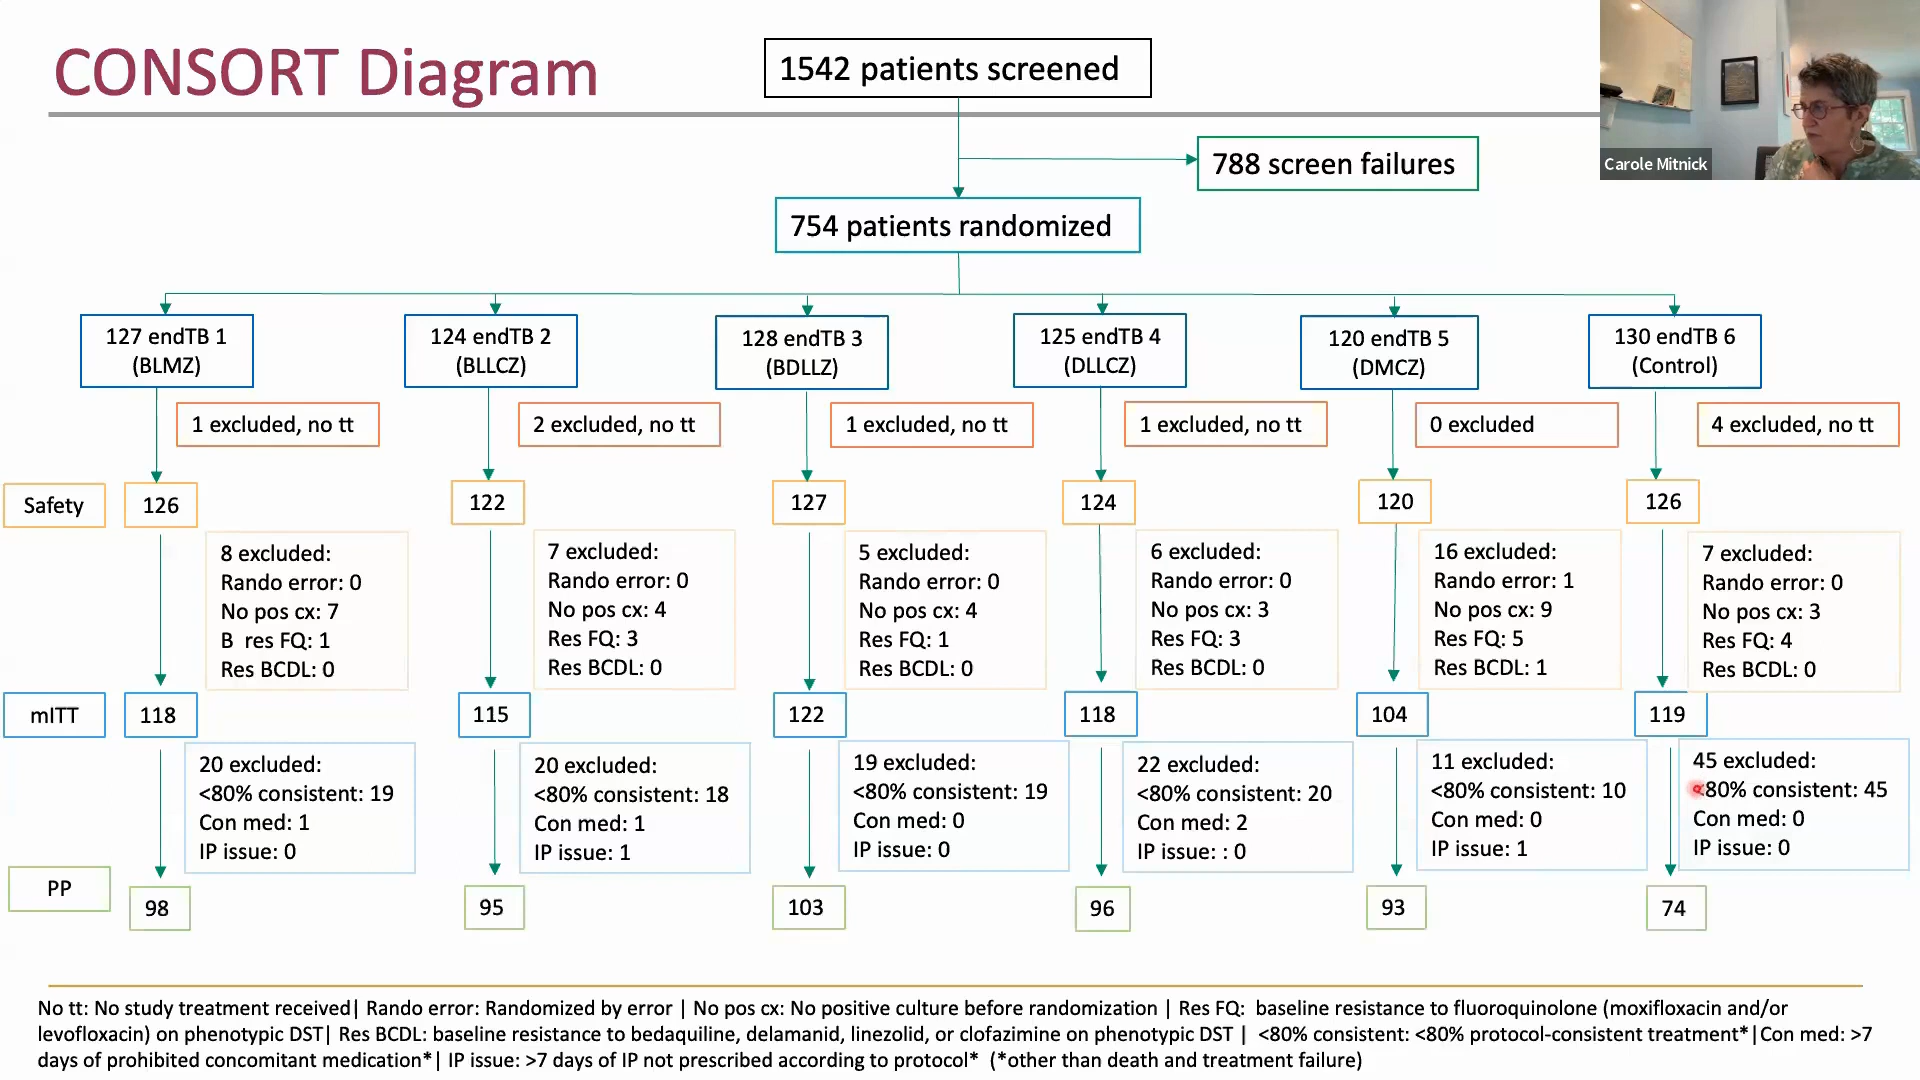 CONSORT Diagram
1542 patients screened
Carole Mitnick
788 screen failures
754 patients randomized
127 endTB 1
(BLMZ)
124 endTB 2
(BLLCZ)
128 endTB 3
(BDLLZ)
125 endTB 4
(DLLCZ)
120 endTB 5
(DMCZ)
130 endTB 6
(Control)
1 excluded, no tt
2 excluded, no tt
1 excluded, no tt
1 excluded, no tt
0 excluded
4 excluded, no tt
Safety
126
122
127
124
120
126
8 excluded:
Rando error: 0
No pos cx: 7
B res FQ: 1
Res BCDL: 0
7 excluded:
Rando error: 0
No pos cx: 4
Res FQ: 3
Res BCDL: 0
5 excluded:
Rando error: 0
No pos cx: 4
Res FQ: 1
Res BCDL: 0
6 excluded:
Rando error: 0
No pos cx: 3
Res FQ: 3
Res BCDL: 0
16 excluded:
Rando error: 1
No pos cx: 9
Res FQ: 5
Res BCDL: 1
7 excluded:
Rando error: 0
No pos cx: 3
Res FQ: 4
Res BCDL: 0
mITT
118
115
122
118
104
119
20 excluded:
<80% consistent: 19
Con med: 1
IP issue: 0
20 excluded:
<80% consistent: 18
Con med: 1
IP issue: 1
19 excluded:
<80% consistent: 19
Con med: 0
IP issue: 0
22 excluded:
<80% consistent: 20
Con med: 2
IP issue: : 0
11 excluded:
<80% consistent: 10
Con med: 0
IP issue: 1
45 excluded:
<80% consistent: 45
Con med: 0
IP issue: 0
PP
98
95
103
96
93
74
No tt: No study treatment received| Rando error: Randomized by error | No pos cx: No positive culture before randomization | Res FQ: baseline resistance to fluoroquinolone (moxifloxacin and/or
levofloxacin) on phenotypic DST| Res BCDL: baseline resistance to bedaquiline, delamanid, linezolid, or clofazimine on phenotypic DST | <80% consistent: <80% protocol-consistent treatment*|Con med: >7
days of prohibited concomitant medication*| IP issue: >7 days of IP not prescribed according to protocol* (*other than death and treatment failure)